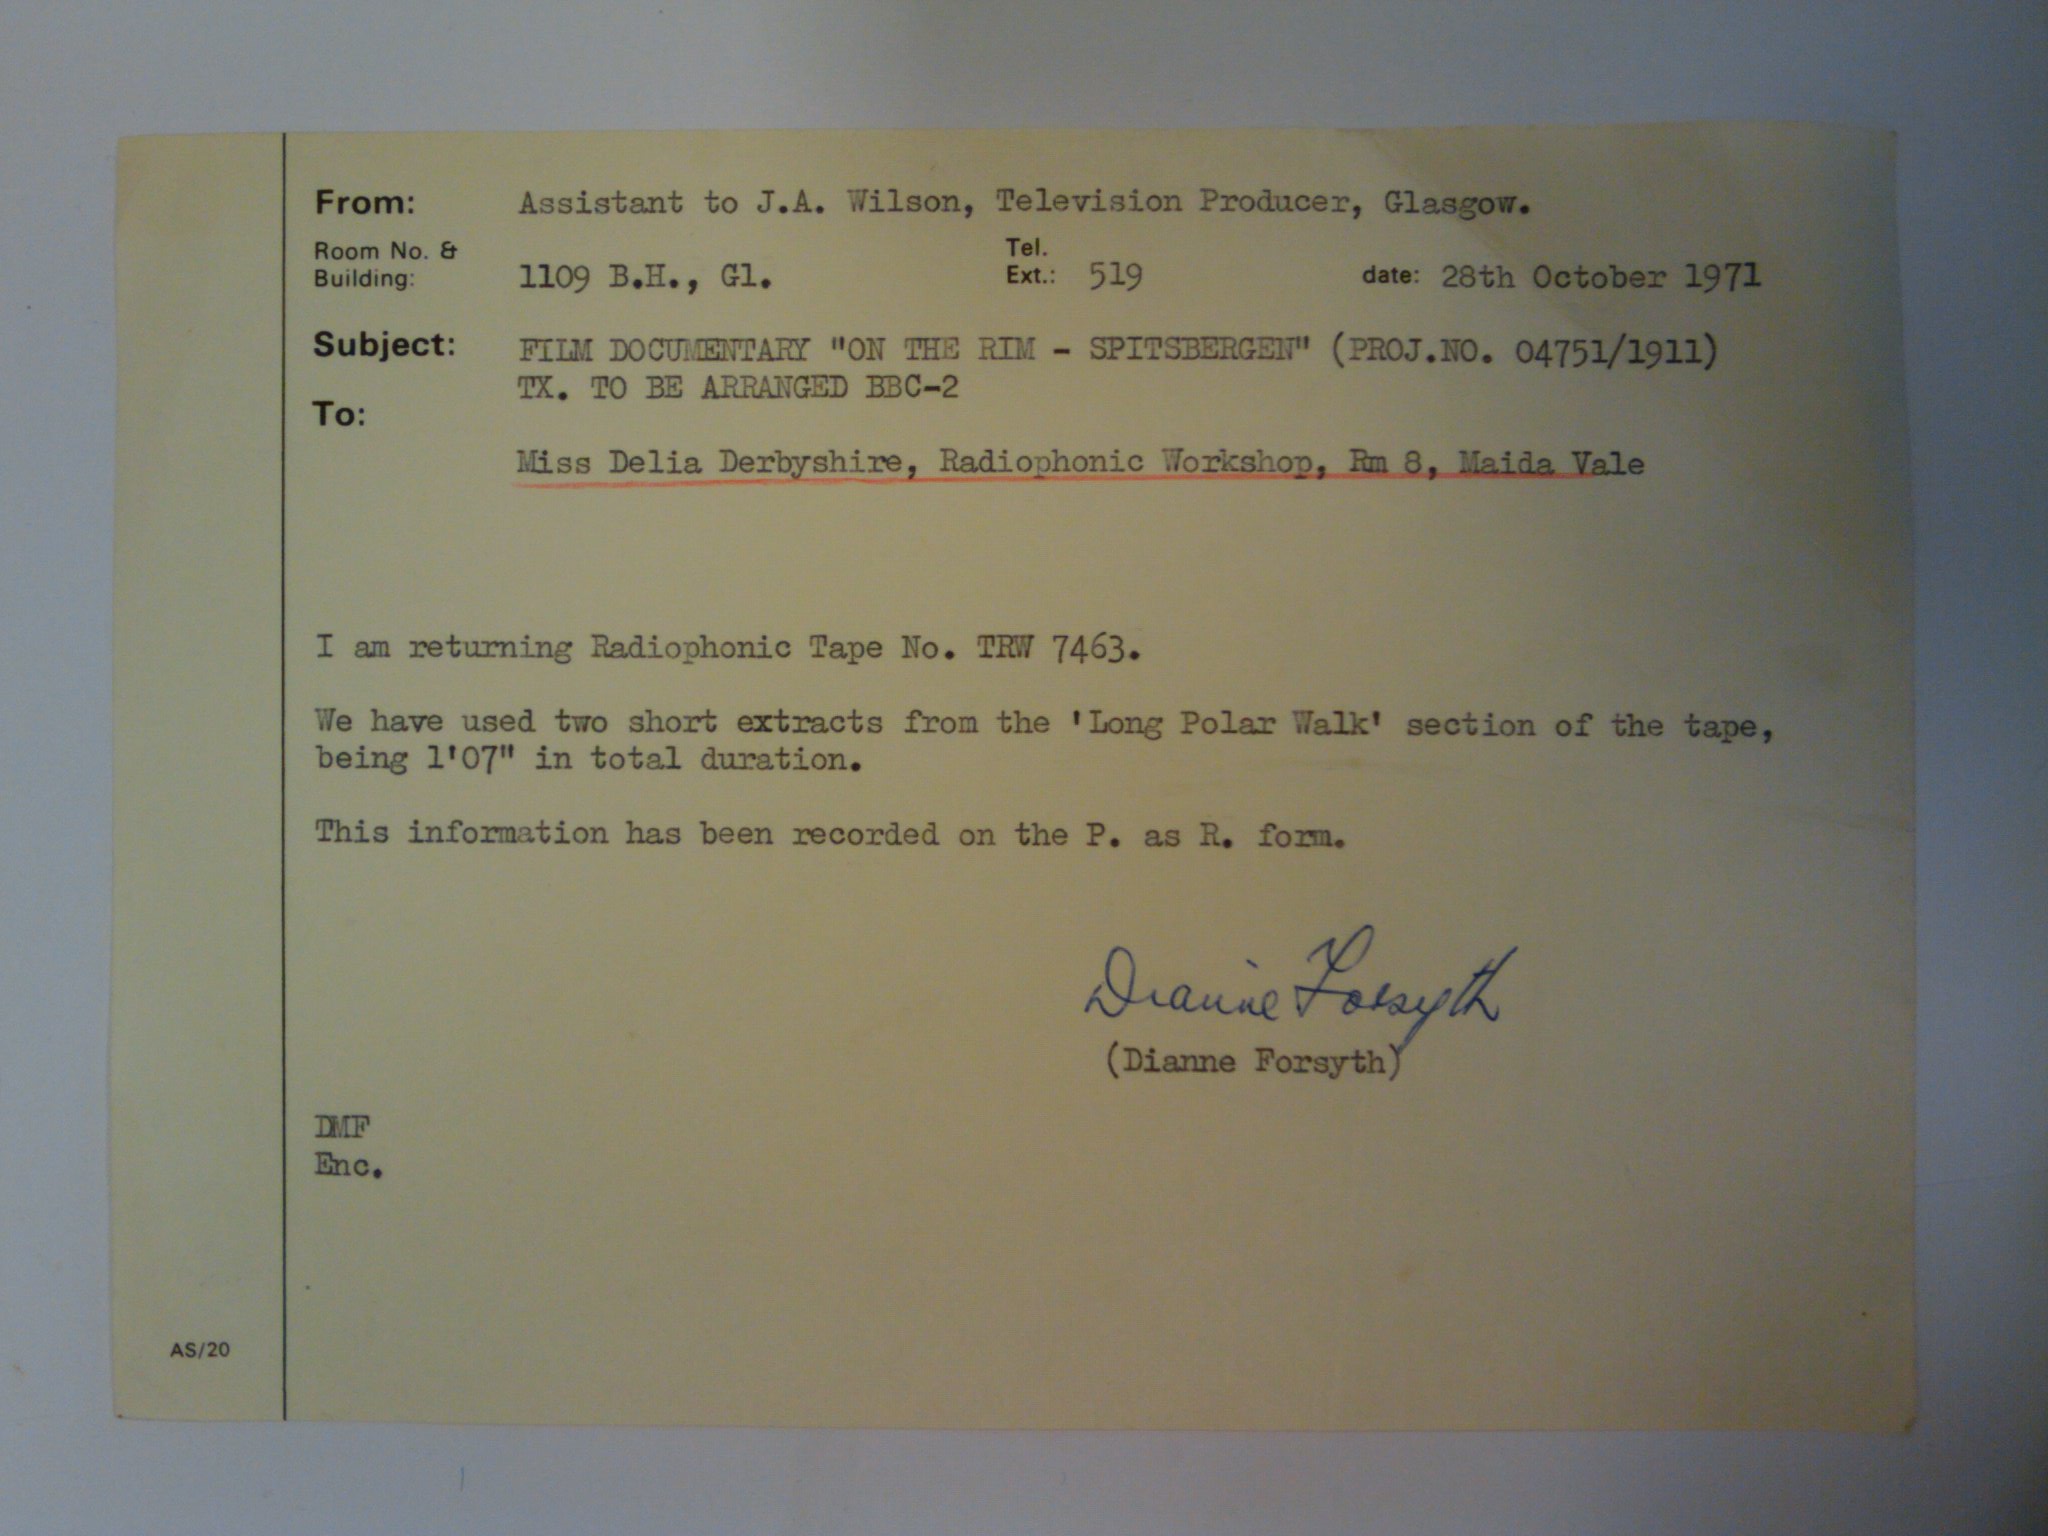 From: Assistant to J.A. Wilson, Television Producer, Glasgow.
Room No. &
Building: 1109 B.H., Gl. Tel.
Ext.: 519 date: 28th October 1971
Subject: FILM DOCUMENTARY "ON THE RIM - SPITSBERGEN" (PROJ.NO. 04751/1911)
TX. TO BE ARRANGED BBC-2
To:
Miss Delia Derbyshire, Radiophonic Workshop, Rm 8, Maida Vale
I am returning Radiophonic Tape No. TRW 7463.
We have used two short extracts from the 'Long Polar Walk' section of the tape,
being 1'07" in total duration.
This information has been recorded on the P. as R. form.
Dianne Forsyth
(Dianne Forsyth)
DMF
Enc.
AS/20